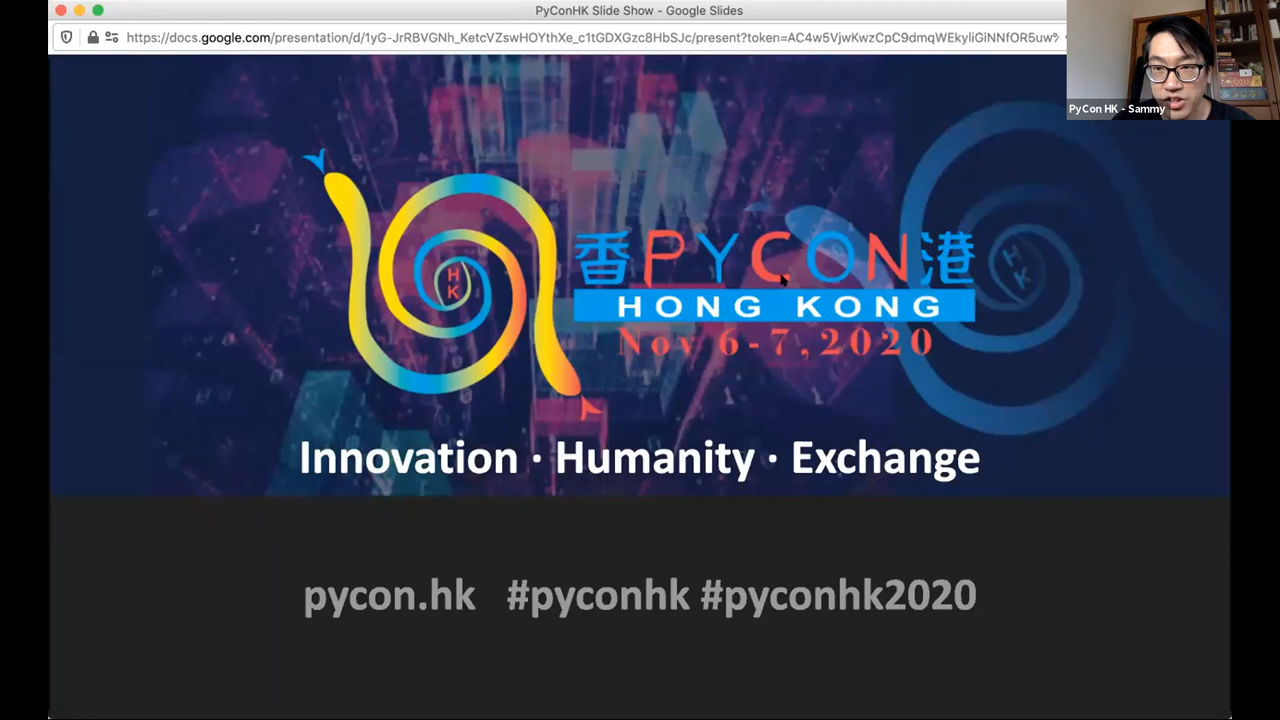 PyConHK Slide Show - Google Slides
https://docs.google.com/presentation/d/1yG-JrRBVGNh_KetcVZswHOYthXe_c1tGDXGzc8HbSJc/present?token=AC4w5VjwKwzCpC9dmqWEkyliGiNNfOR5uw
PyCon HK - Sammy
香PYCON港
HK
HONG KONG
Nov 6-7,2020
HK
Innovation · Humanity · Exchange
pycon.hk #pyconhk #pyconhk2020